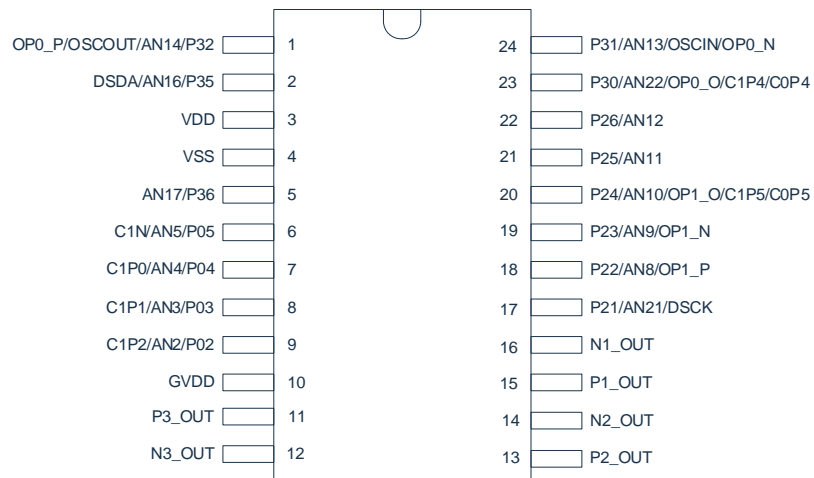 OP0_P/OSCOUT/AN14/P32 1 24 P31/AN13/OSCIN/OP0_N
DSDA/AN16/P35 2 23 P30/AN22/OP0_O/C1P4/C0P4
VDD 3 22 P26/AN12
VSS 4 21 P25/AN11
AN17/P36 5 20 P24/AN10/OP1_O/C1P5/C0P5
C1N/AN5/P05 6 19 P23/AN9/OP1_N
C1P0/AN4/P04 7 18 P22/AN8/OP1_P
C1P1/AN3/P03 8 17 P21/AN21/DSCK
C1P2/AN2/P02 9 16 N1_OUT
GVDD 10 15 P1_OUT
P3_OUT 11 14 N2_OUT
N3_OUT 12 13 P2_OUT